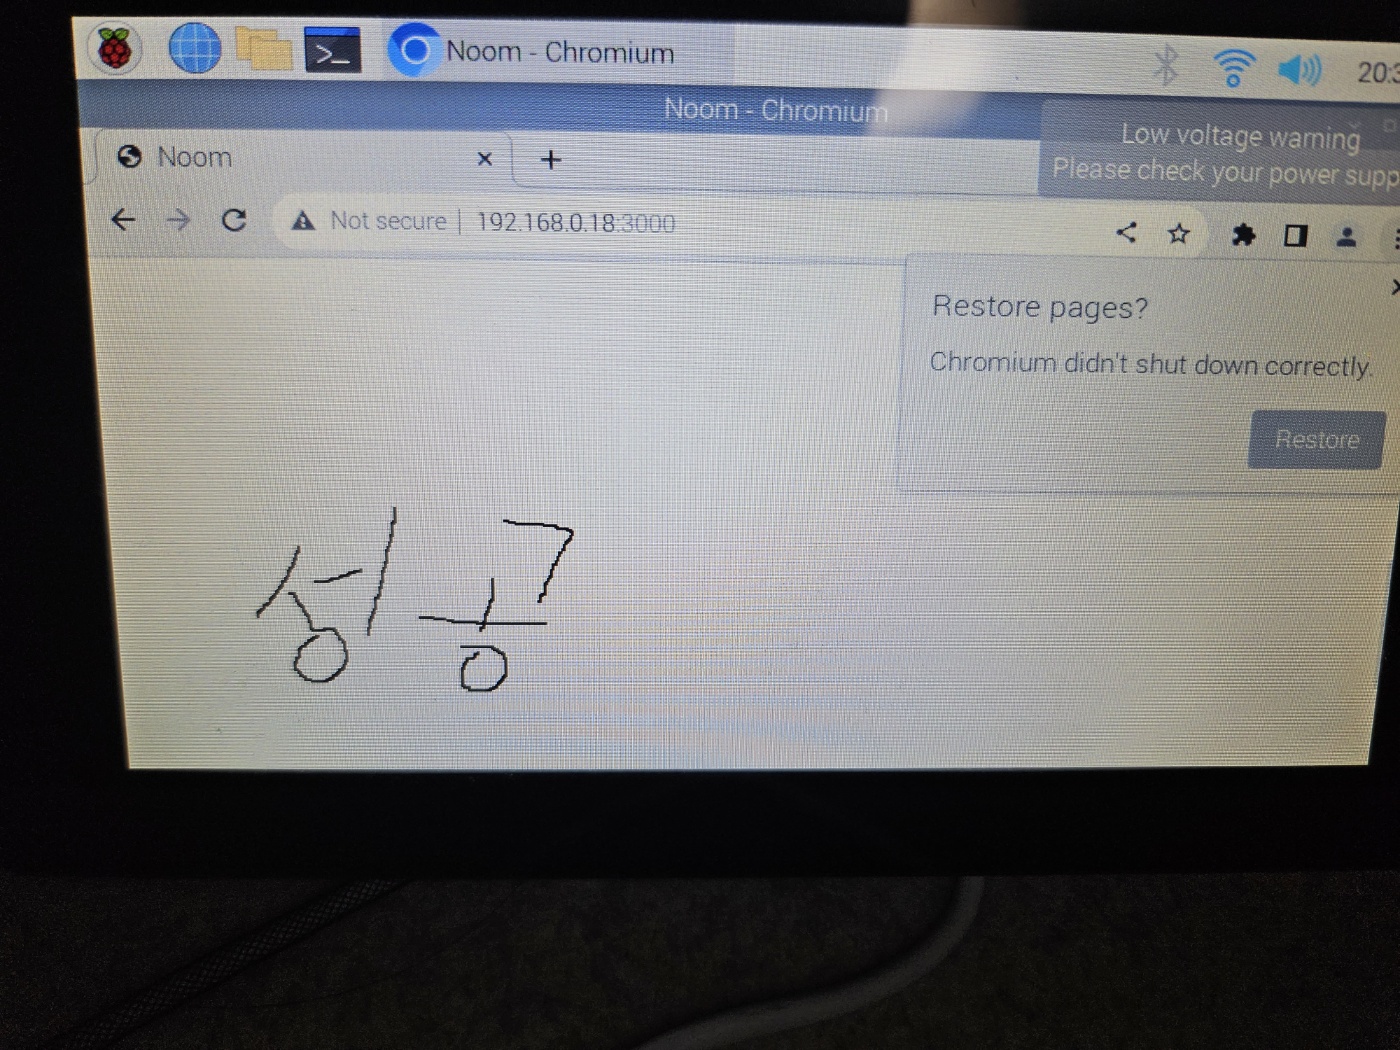 Noom - Chromium
20:3
Noom - Chromium
Low voltage warning
Please check your power supp
Noom
Not secure | 192.168.0.18:3000
Restore pages?
Chromium didn't shut down correctly.
Restore
성공